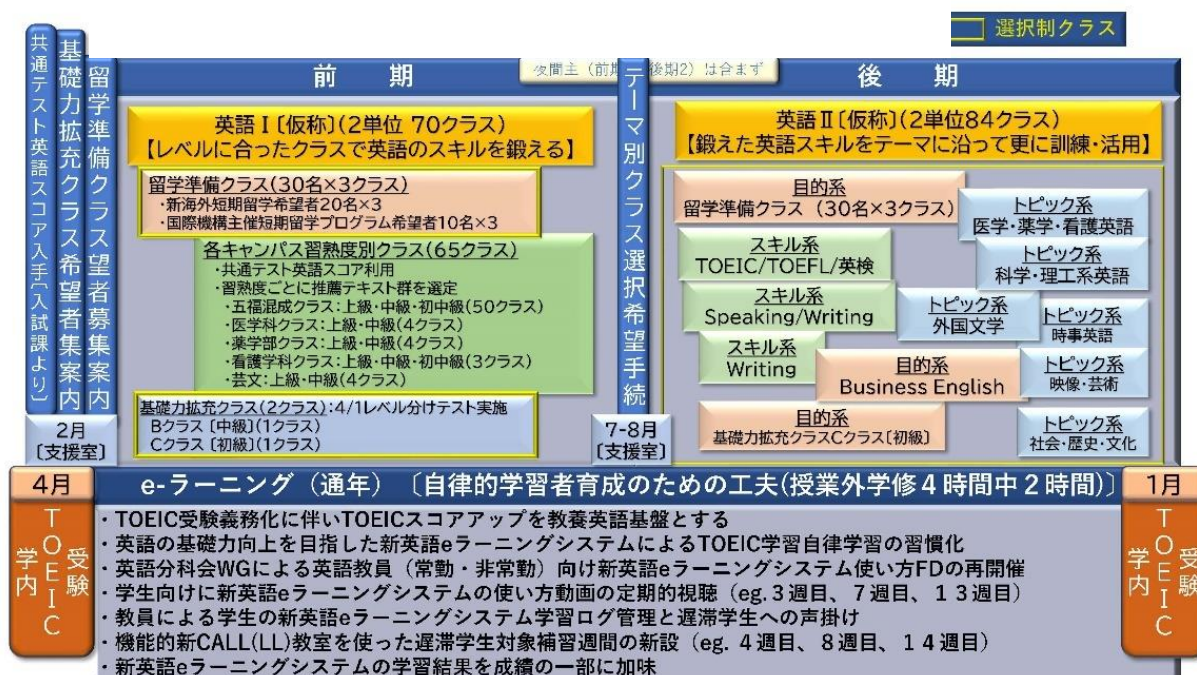 選択制クラス
共通テスト英語スコア入手〔入試課より〕
基礎力拡充クラス希望者集案内
留学準備クラス望者募集案内
2月
〔支援室〕
前 期
夜間主（前期 後期2）は含まず
後 期
英語Ⅰ〔仮称〕(2単位 70クラス)
【レベルに合ったクラスで英語のスキルを鍛える】
留学準備クラス(30名×3クラス)
・新海外短期留学希望者20名×3
・国際機構主催短期留学プログラム希望者10名×3
各キャンパス習熟度別クラス(65クラス)
・共通テスト英語スコア利用
・習熟度ごとに推薦テキスト群を選定
・五福混成クラス：上級・中級・初中級(50クラス)
・医学科クラス：上級・中級(4クラス)
・薬学部クラス：上級・中級(4クラス)
・看護学科クラス：上級・中級・初中級(3クラス)
・芸文：上級・中級(4クラス)
基礎力拡充クラス(2クラス)：4/1レベル分けテスト実施
Bクラス〔中級〕(1クラス)
Cクラス〔初級〕(1クラス)
テーマ別クラス選択希望手続
7-8月
〔支援室〕
英語Ⅱ〔仮称〕(2単位84クラス)
【鍛えた英語スキルをテーマに沿って更に訓練・活用】
目的系
留学準備クラス (30名×3クラス)
トピック系
医学・薬学・看護英語
スキル系
TOEIC/TOEFL/英検
トピック系
科学・理工系英語
スキル系
Speaking/Writing
トピック系
外国文学
トピック系
時事英語
スキル系
Writing
目的系
Business English
トピック系
映像・芸術
目的系
基礎力拡充クラスCクラス〔初級〕
トピック系
社会・歴史・文化
4月
TOEIC
学内
受験
e-ラーニング（通年）〔自律的学習者育成のための工夫(授業外学修４時間中２時間)〕
・TOEIC受験義務化に伴いTOEICスコアアップを教養英語基盤とする
・英語の基礎力向上を目指した新英語eラーニングシステムによるTOEIC学習自律学習の習慣化
・英語分科会WGによる英語教員（常勤・非常勤）向け新英語eラーニングシステム使い方FDの再開催
・学生向けに新英語eラーニングシステムの使い方動画の定期的視聴（eg.３週目、７週目、１３週目）
・教員による学生の新英語eラーニングシステム学習ログ管理と遅滞学生への声掛け
・機能的新CALL(LL)教室を使った遅滞学生対象補習週間の新設（eg. ４週目、８週目、１４週目）
・新英語eラーニングシステムの学習結果を成績の一部に加味
1月
TOEIC
学内
受験